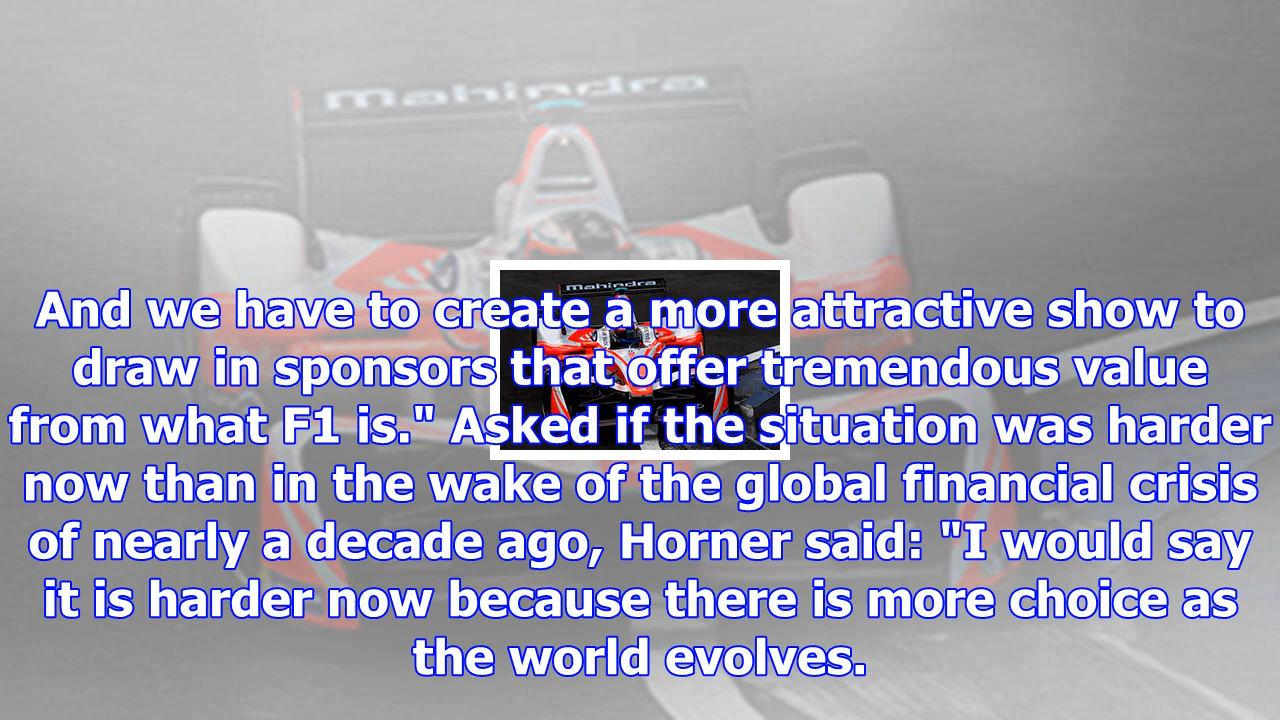 Mahindra
Mahindra
And we have to create a more attractive show to
draw in sponsors that offer tremendous value
from what F1 is." Asked if the situation was harder
now than in the wake of the global financial crisis
of nearly a decade ago, Horner said: "I would say
it is harder now because there is more choice as
the world evolves.